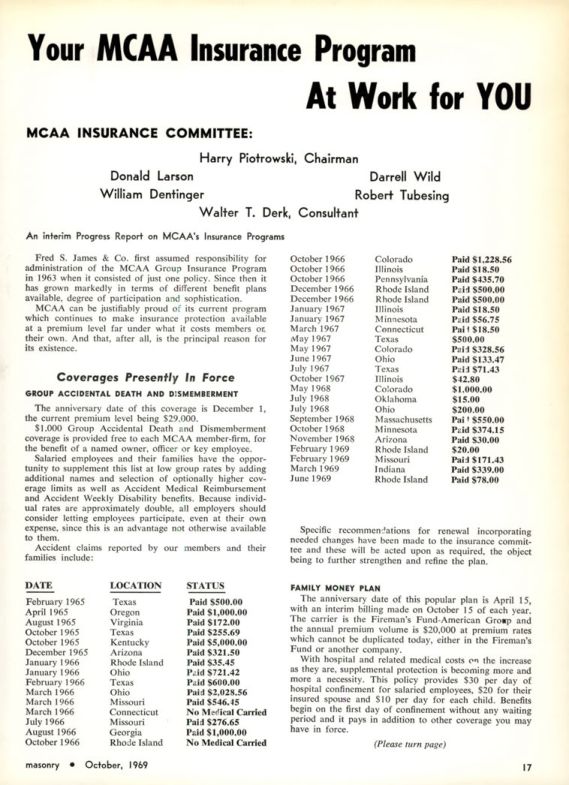 Your MCAA Insurance Program
At Work for YOU
MCAA INSURANCE COMMITTEE:
Harry Piotrowski, Chairman
Donald Larson Darrell Wild
William Dentinger Robert Tubesing
Walter T. Derk, Consultant
An interim Progress Report on MCAA's Insurance Programs
Fred S. James & Co. first assumed responsibility for
administration of the MCAA Group Insurance Program
in 1963 when it consisted of just one policy. Since then it
has grown markedly in terms of different benefit plans
available, degree of participation and sophistication.
MCAA can be justifiably proud of its current program
which continues to make insurance protection available
at a premium level far under what it costs members on
their own. And that, after all, is the principal reason for
its existence.
Coverages Presently In Force
GROUP ACCIDENTAL DEATH AND DISMEMBERMENT
The anniversary date of this coverage is December 1,
the current premium level being $29,000.
$1,000 Group Accidental Death and Dismemberment
coverage is provided free to each MCAA member-firm, for
the benefit of a named owner, officer or key employee.
Salaried employees and their families have the oppor-
tunity to supplement this list at low group rates by adding
additional names and selection of optionally higher cov-
erage limits as well as Accident Medical Reimbursement
and Accident Weekly Disability benefits. Because individ-
ual rates are approximately double, all employers should
consider letting employees participate, even at their own
expense, since this is an advantage not otherwise available
to them.
Accident claims reported by our members and their
families include:
DATE LOCATION STATUS
February 1965 Texas Paid $500.00
April 1965 Oregon Paid $1,000.00
August 1965 Virginia Paid $172.00
October 1965 Texas Paid $255.69
October 1965 Kentucky Paid $5,000.00
December 1965 Arizona Paid $321.50
January 1966 Rhode Island Paid $35.45
January 1966 Ohio Paid $721.42
February 1966 Texas Paid $600.00
March 1966 Ohio Paid $2,028.56
March 1966 Missouri Paid $546.45
March 1966 Connecticut No Medical Carried
July 1966 Missouri Paid $276.65
August 1966 Georgia Paid $1,000.00
October 1966 Rhode Island No Medical Carried
October 1966 Colorado Paid $1,228.56
October 1966 Illinois Paid $18.50
October 1966 Pennsylvania Paid $435.70
December 1966 Rhode Island Paid $500.00
December 1966 Rhode Island Paid $500.00
January 1967 Illinois Paid $18.50
January 1967 Minnesota Paid $56.75
March 1967 Connecticut Paid $18.50
May 1967 Texas $500.00
May 1967 Colorado Paid $328.56
June 1967 Ohio Paid $133.47
July 1967 Texas Paid $71.43
October 1967 Illinois $42.80
May 1968 Colorado $1,000.00
July 1968 Oklahoma $15.00
July 1968 Ohio $200.00
September 1968 Massachusetts Paid $550.00
October 1968 Minnesota Paid $374.15
November 1968 Arizona Paid $30.00
February 1969 Rhode Island $20.00
February 1969 Missouri Paid $171.43
March 1969 Indiana Paid $339.00
June 1969 Rhode Island Paid $78.00
Specific recommendations for renewal incorporating
needed changes have been made to the insurance commit-
tee and these will be acted upon as required, the object
being to further strengthen and refine the plan.
FAMILY MONEY PLAN
The anniversary date of this popular plan is April 15,
with an interim billing made on October 15 of each year.
The carrier is the Fireman's Fund-American Group and
the annual premium volume is $20,000 at premium rates
which cannot be duplicated today, either in the Fireman's
Fund or another company.
With hospital and related medical costs on the increase
as they are, supplemental protection is becoming more and
more a necessity. This policy provides $30 per day of
hospital confinement for salaried employees, $20 for their
insured spouse and $10 per day for each child. Benefits
begin on the first day of confinement without any waiting
period and it pays in addition to other coverage you may
have in force.
(Please turn page)
masonry • October, 1969 17